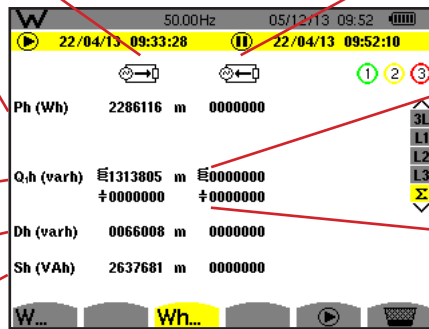 W 50.00Hz 05/12/13 09:52
22/04/13 09:33:28 22/04/13 09:52:10
1 2 3
Ph (Wh) 2286116 m 0000000
3L
L1
L2
Q₁h (varh) 1313805 m 0000000 L3
0000000 0000000 Σ
Dh (varh) 0066008 m 0000000
Sh (VAh) 2637681 m 0000000
W... Wh...